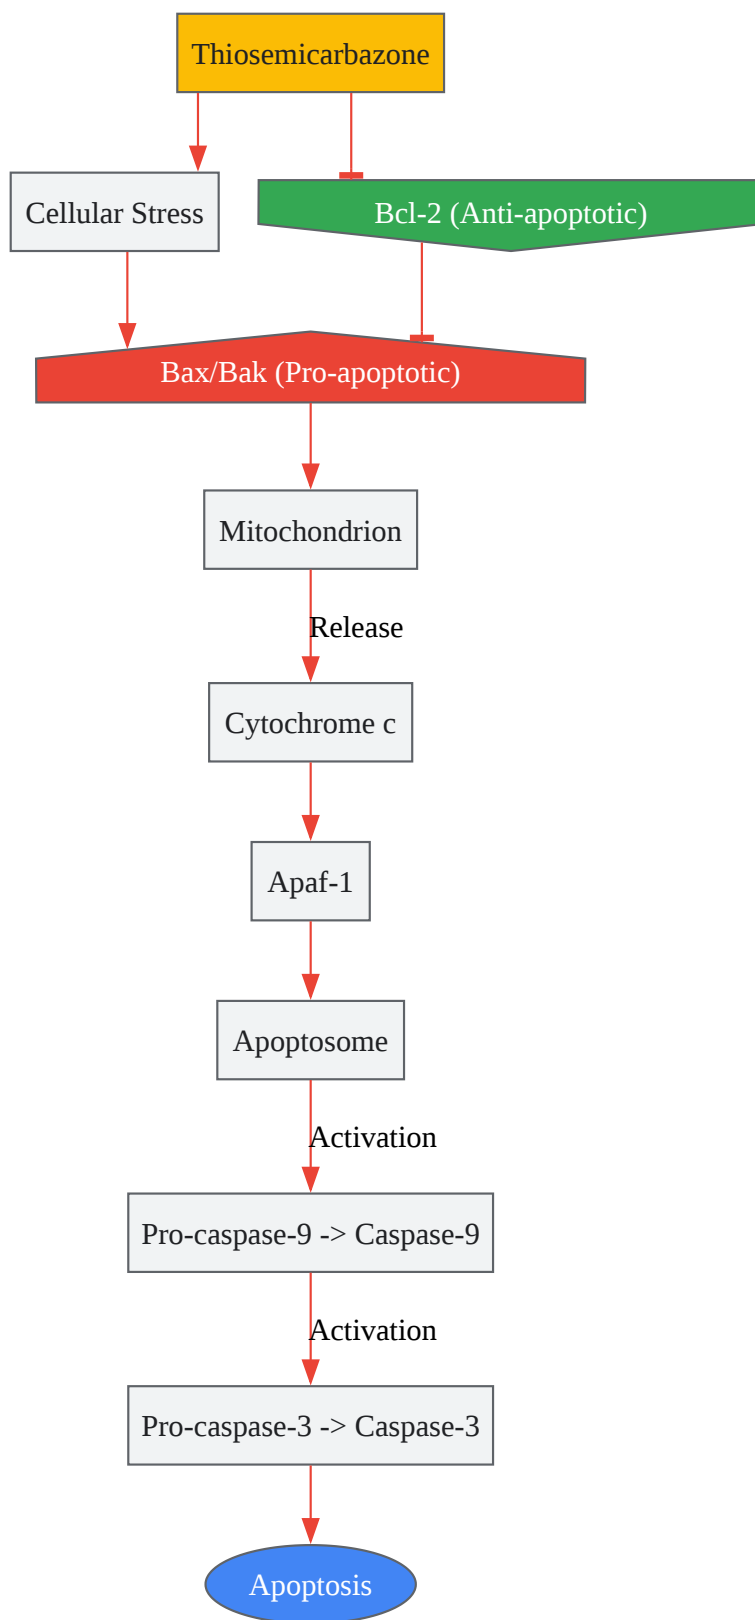 Thiosemicarbazone
Cellular Stress
Bcl-2 (Anti-apoptotic)
Bax/Bak (Pro-apoptotic)
Mitochondrion
Release
Cytochrome c
Apaf-1
Apoptosome
Activation
Pro-caspase-9 -> Caspase-9
Activation
Pro-caspase-3 -> Caspase-3
Apoptosis